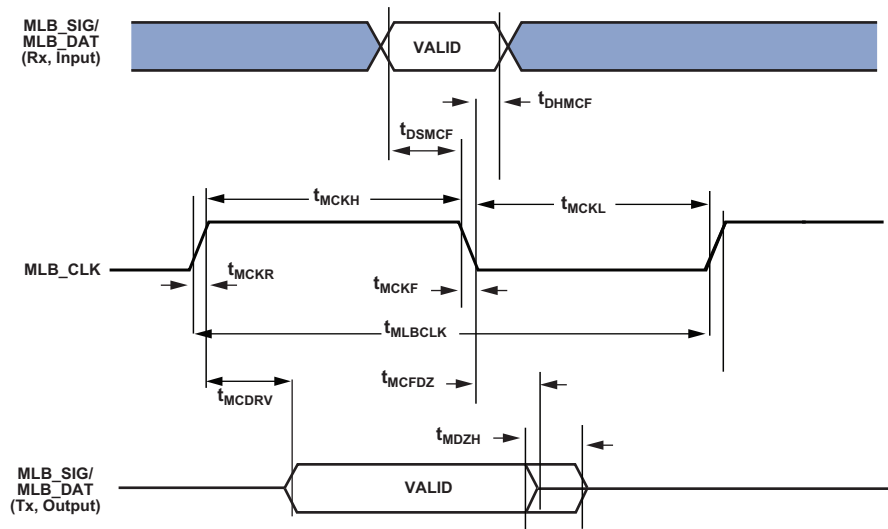 MLB_SIG/
MLB_DAT
(Rx, Input)
VALID
tDHMCF
tDSMCF
tMCKH
tMCKL
MLB_CLK
tMCKR
tMCKF
tMLBCLK
tMCFDZ
tMCDRV
tMDZH
MLB_SIG/
MLB_DAT
(Tx, Output)
VALID